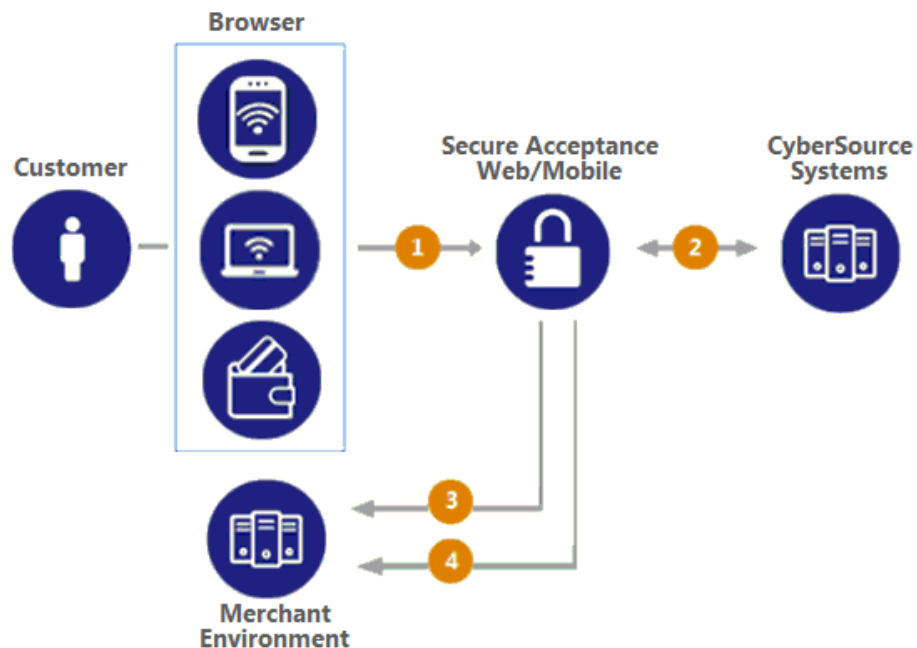 Browser
Customer
Secure Acceptance
Web/Mobile
CyberSource
Systems
1
2
3
4
Merchant
Environment